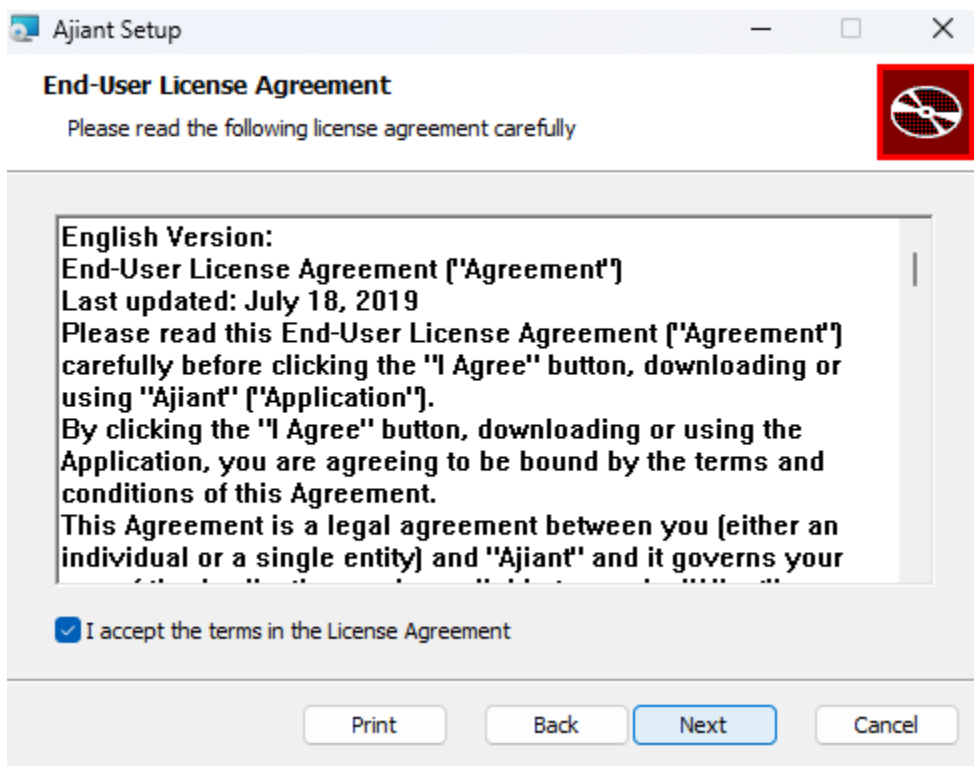 Ajiant Setup
End-User License Agreement
Please read the following license agreement carefully
English Version:
End-User License Agreement ("Agreement")
Last updated: July 18, 2019
Please read this End-User License Agreement ("Agreement")
carefully before clicking the "I Agree" button, downloading or
using "Ajiant" ("Application").
By clicking the "I Agree" button, downloading or using the
Application, you are agreeing to be bound by the terms and
conditions of this Agreement.
This Agreement is a legal agreement between you (either an
individual or a single entity) and "Ajiant" and it governs your
I accept the terms in the License Agreement
Print Back Next Cancel